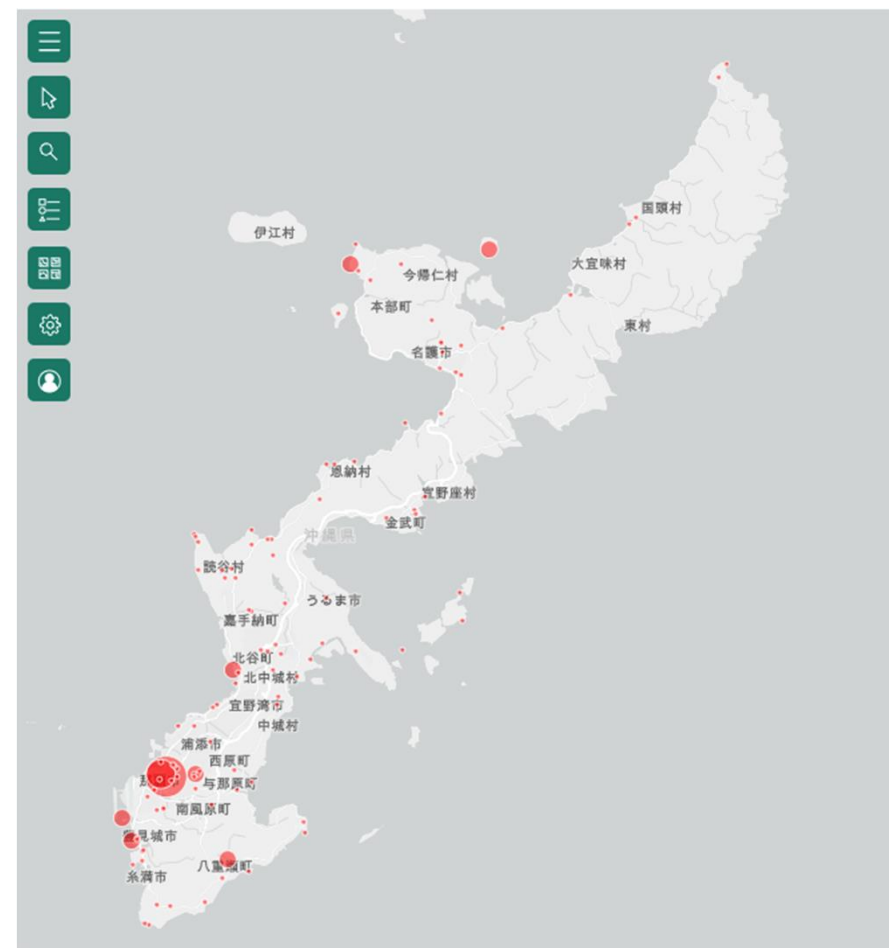 国頭村
伊江村
大宜味村
今帰仁村
本部町
東村
名護市
恩納村
宜野座村
金武町
沖縄県
読谷村
うるま市
嘉手納町
北谷町
北中城村
宜野湾市
中城村
浦添市
西原町
与那原町
南風原町
見城市
八重瀬町
糸満市